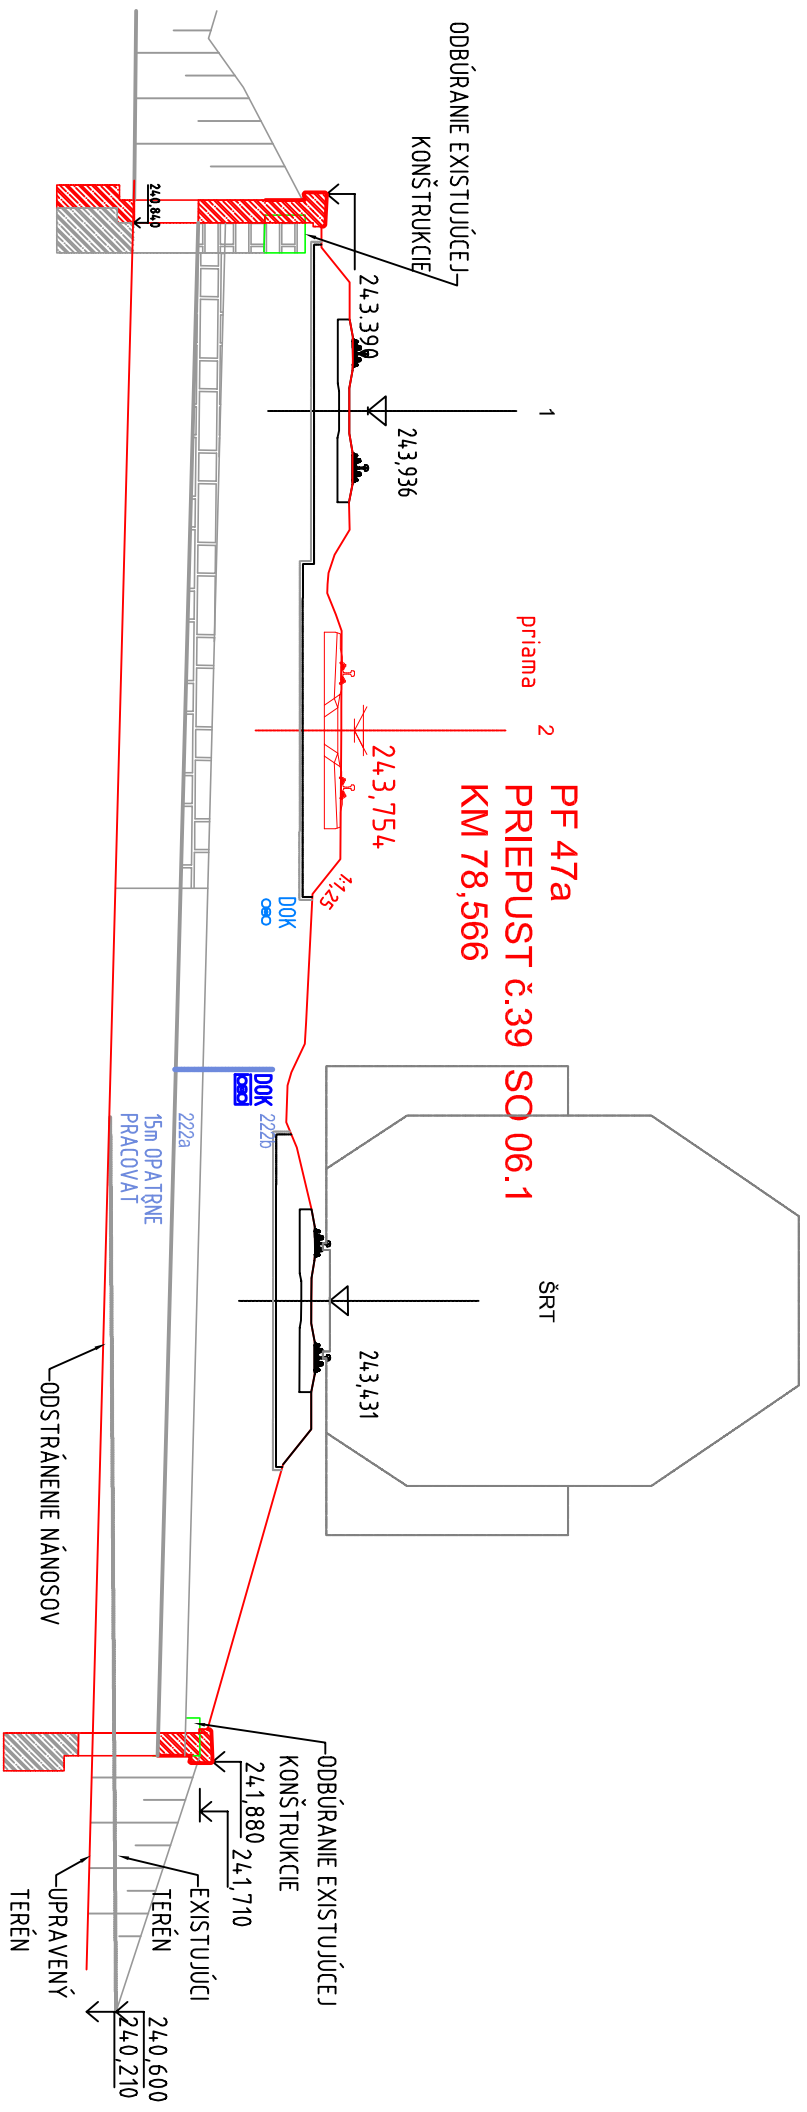 ODBÚRANIE EXISTUJÚCEJ
KONŠTRUKCIE
240,840
243.390
1
243,936
priama
2
243,754
PF 47a
PRIEPUST č.39 SO 06.1
KM 78,566
1:1,25
DOK
DOK
222b
222a
15m OPATRNE
PRACOVAŤ
ŠRT
243,431
ODSTRÁNENIE NÁNOSOV
ODBÚRANIE EXISTUJÚCEJ
KONŠTRUKCIE
241,880
241,710
EXISTUJÚCI
TERÉN
UPRAVENÝ
TERÉN
240,600
240,210